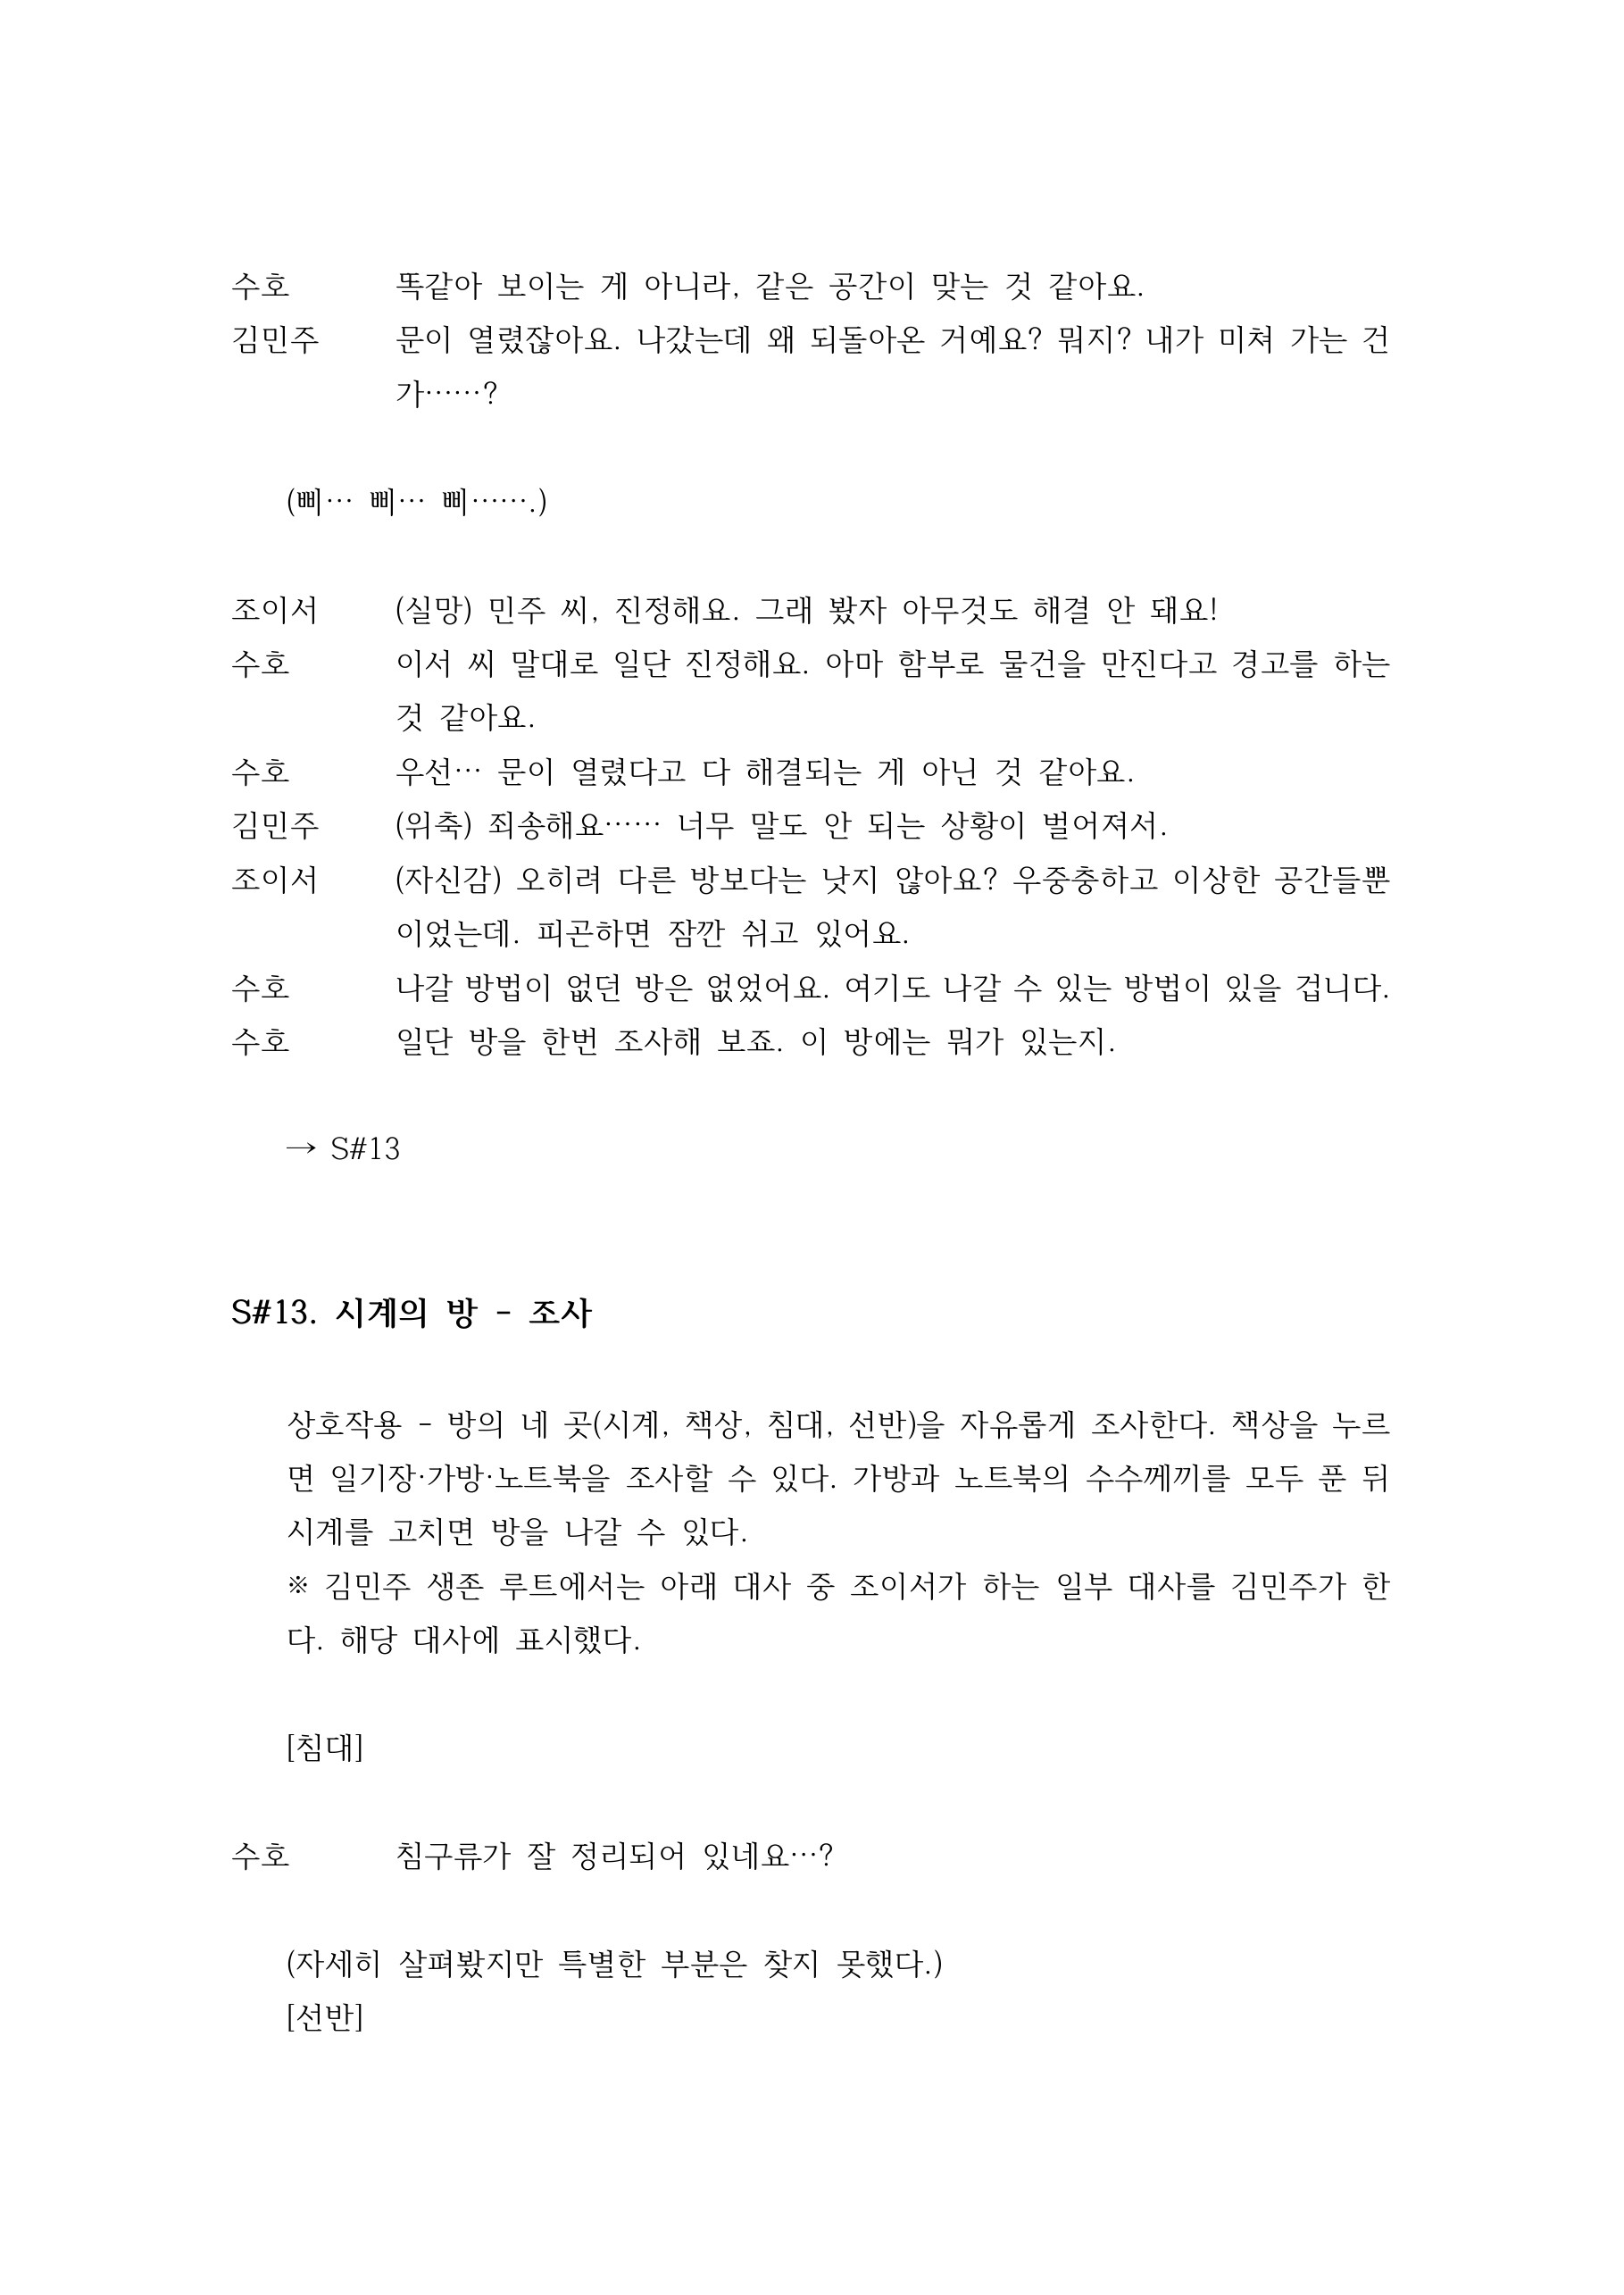 수호 똑같아 보이는 게 아니라, 같은 공간이 맞는 것 같아요.
김민주 문이 열렸잖아요. 나갔는데 왜 되돌아온 거예요? 뭐지? 내가 미쳐 가는 건
가……?
(삐… 삐… 삐…….)
조이서 (실망) 민주 씨, 진정해요. 그래 봤자 아무것도 해결 안 돼요!
수호 이서 씨 말대로 일단 진정해요. 아마 함부로 물건을 만진다고 경고를 하는
것 같아요.
수호 우선… 문이 열렸다고 다 해결되는 게 아닌 것 같아요.
김민주 (위축) 죄송해요…… 너무 말도 안 되는 상황이 벌어져서.
조이서 (자신감) 오히려 다른 방보다는 낫지 않아요? 우중충하고 이상한 공간들뿐
이었는데. 피곤하면 잠깐 쉬고 있어요.
수호 나갈 방법이 없던 방은 없었어요. 여기도 나갈 수 있는 방법이 있을 겁니다.
수호 일단 방을 한번 조사해 보죠. 이 방에는 뭐가 있는지.
→ S#13
S#13. 시계의 방 - 조사
상호작용 - 방의 네 곳(시계, 책상, 침대, 선반)을 자유롭게 조사한다. 책상을 누르
면 일기장·가방·노트북을 조사할 수 있다. 가방과 노트북의 수수께끼를 모두 푼 뒤
시계를 고치면 방을 나갈 수 있다.
※ 김민주 생존 루트에서는 아래 대사 중 조이서가 하는 일부 대사를 김민주가 한
다. 해당 대사에 표시했다.
[침대]
수호 침구류가 잘 정리되어 있네요…?
(자세히 살펴봤지만 특별한 부분은 찾지 못했다.)
[선반]